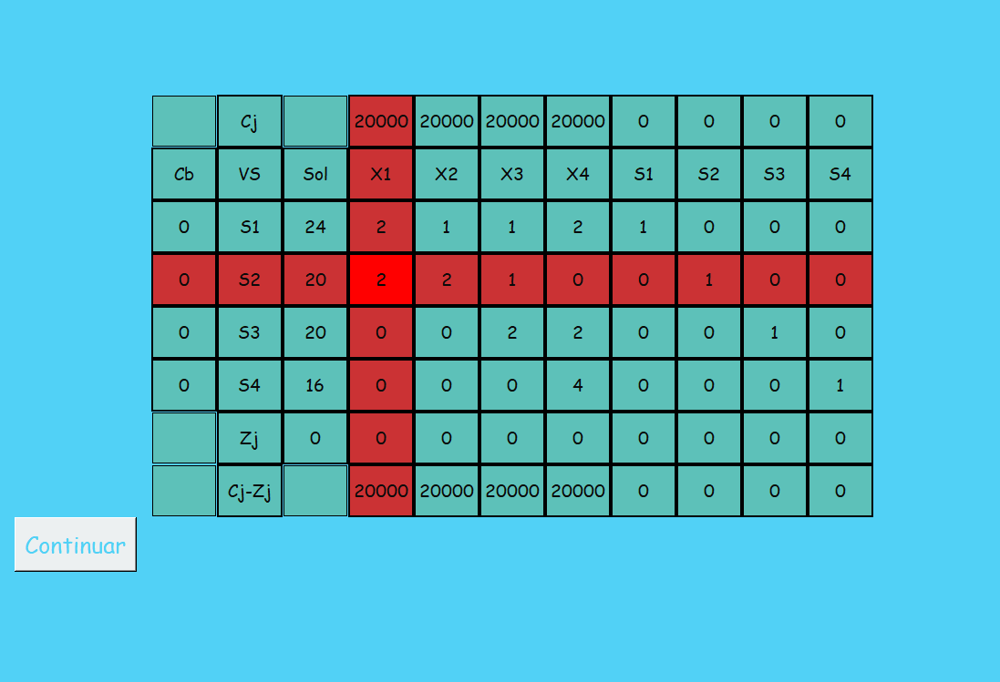 Cj 20000 20000 20000 20000 0 0 0 0
Cb VS Sol X1 X2 X3 X4 S1 S2 S3 S4
0 S1 24 2 1 1 2 1 0 0 0
0 S2 20 2 2 1 0 0 1 0 0
0 S3 20 0 0 2 2 0 0 1 0
0 S4 16 0 0 0 4 0 0 0 1
Zj 0 0 0 0 0 0 0 0 0
Cj-Zj 20000 20000 20000 20000 0 0 0 0
Continuar